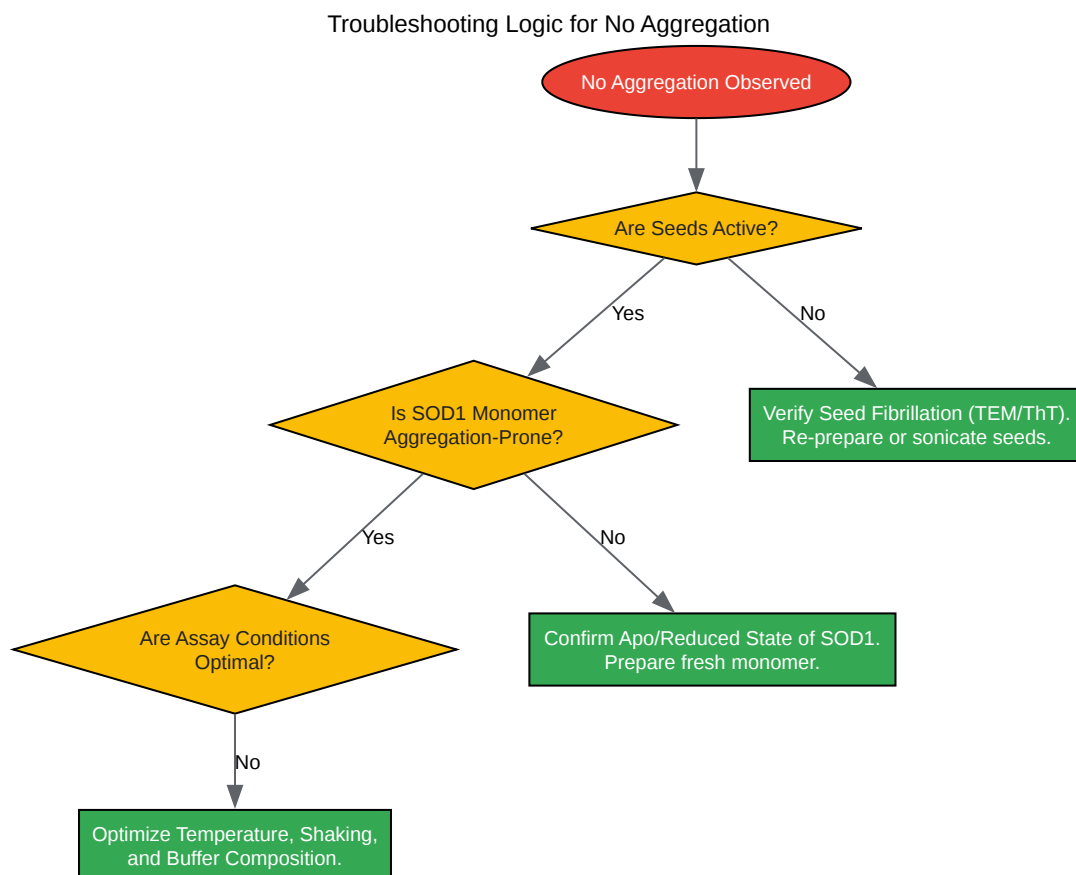 Troubleshooting Logic for No Aggregation
No Aggregation Observed
Are Seeds Active?
Yes
No
Is SOD1 Monomer
Aggregation-Prone?
Verify Seed Fibrillation (TEM/ThT).
Re-prepare or sonicate seeds.
Yes
No
Are Assay Conditions
Optimal?
Confirm Apo/Reduced State of SOD1.
Prepare fresh monomer.
No
Optimize Temperature, Shaking,
and Buffer Composition.